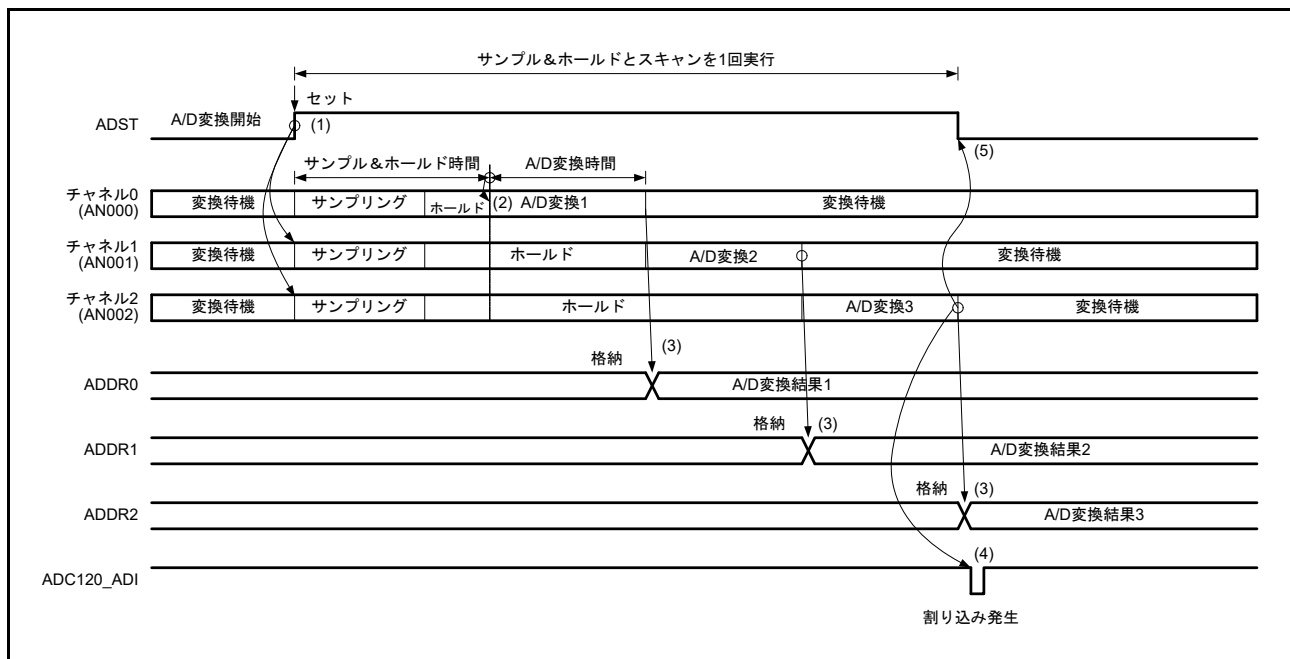 サンプル&ホールドとスキャンを1回実行
セット
ADST
A/D変換開始
(1)
(5)
サンプル&ホールド時間
A/D変換時間
チャネル0
(AN000)
変換待機
サンプリング
ホールド
(2)
A/D変換1
変換待機
チャネル1
(AN001)
変換待機
サンプリング
ホールド
A/D変換2
変換待機
チャネル2
(AN002)
変換待機
サンプリング
ホールド
A/D変換3
変換待機
格納
(3)
ADDR0
A/D変換結果1
格納
(3)
ADDR1
A/D変換結果2
格納
(3)
ADDR2
A/D変換結果3
(4)
ADC120_ADI
割り込み発生